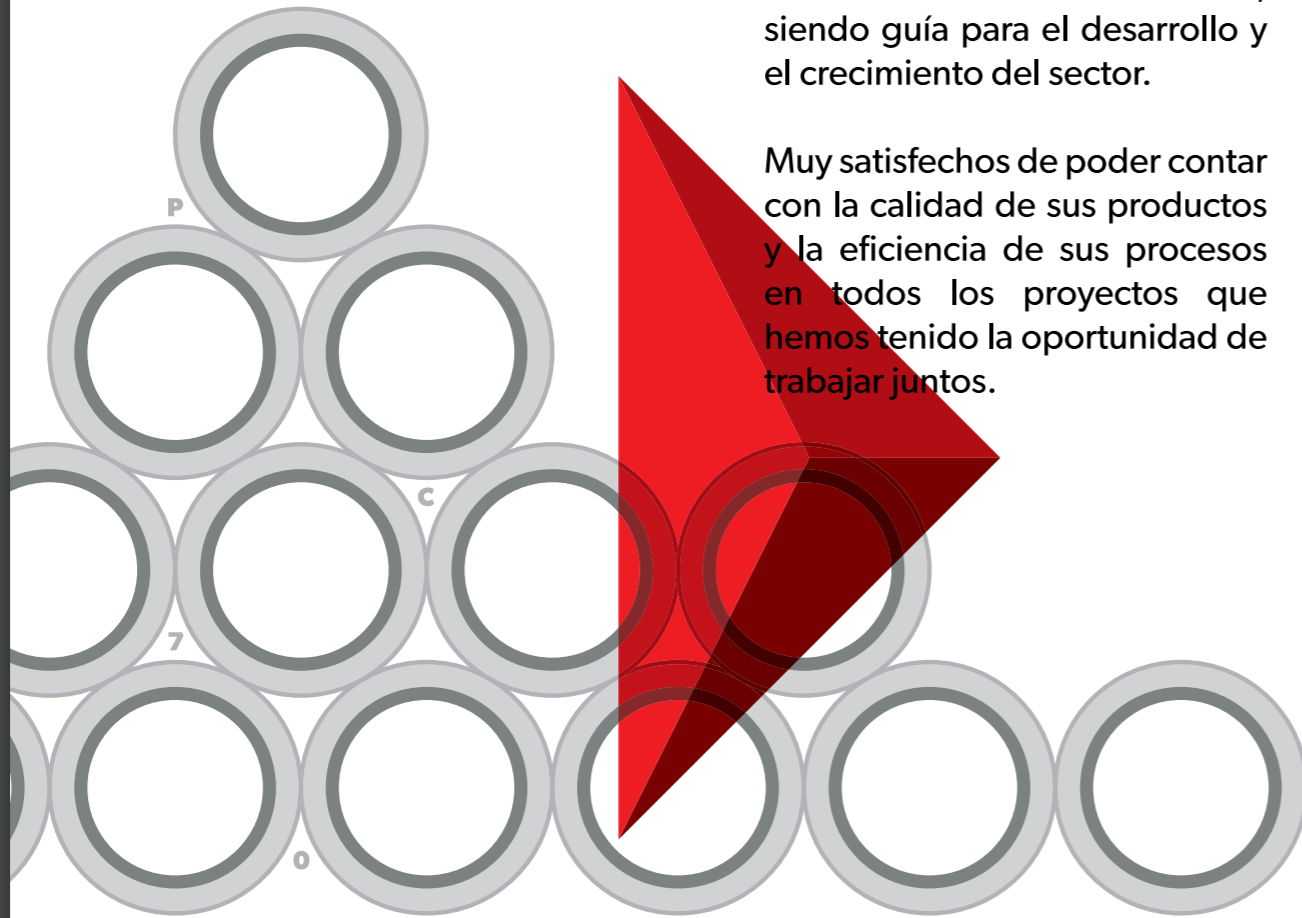 siendo guía para el desarrollo y
el crecimiento del sector.
Muy satisfechos de poder contar
con la calidad de sus productos
y la eficiencia de sus procesos
en todos los proyectos que
hemos tenido la oportunidad de
trabajar juntos.
P
C
7
0